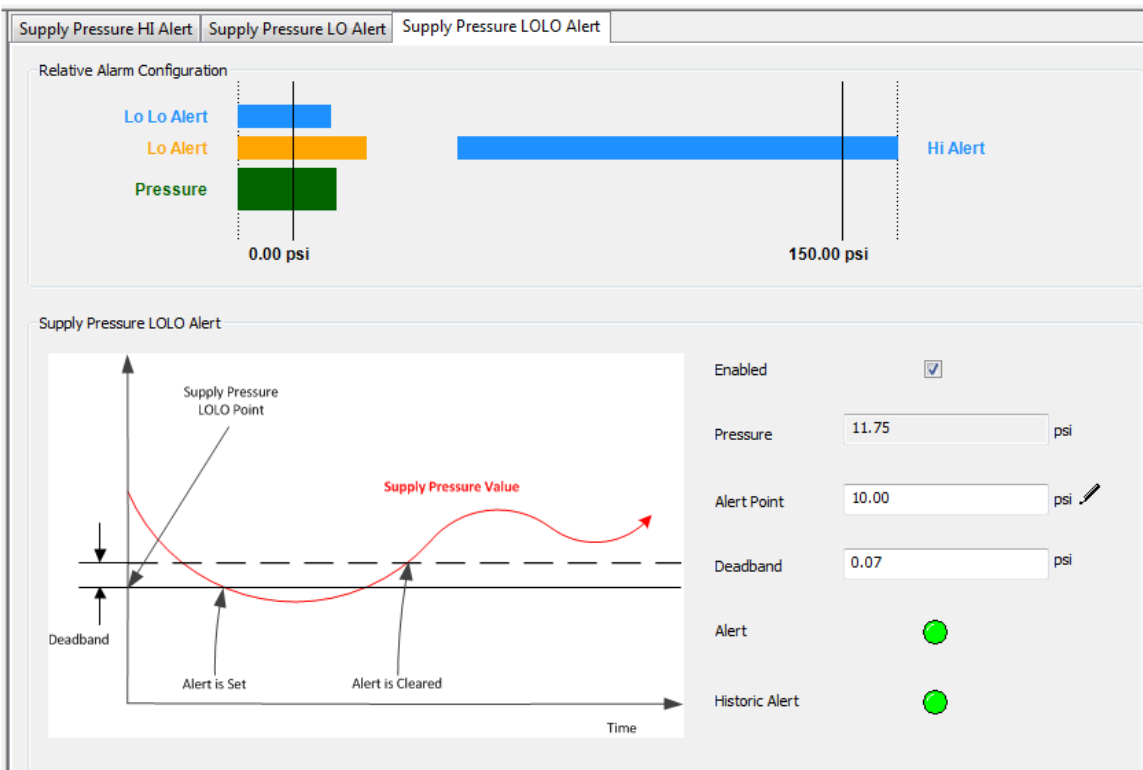 Supply Pressure HI Alert Supply Pressure LO Alert Supply Pressure LOLO Alert
Relative Alarm Configuration
Lo Lo Alert
Lo Alert
Hi Alert
Pressure
0.00 psi
150.00 psi
Supply Pressure LOLO Alert
Supply Pressure
LOLO Point
Supply Pressure Value
Deadband
Alert is Set
Alert is Cleared
Time
Enabled
Pressure 11.75 psi
Alert Point 10.00 psi
Deadband 0.07 psi
Alert
Historic Alert